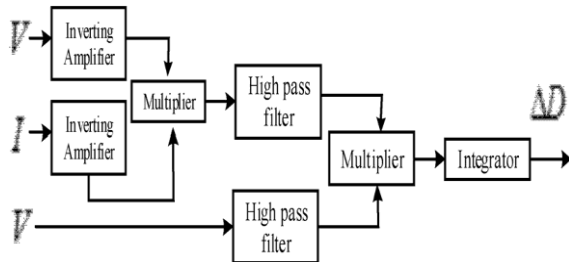 V
Inverting
Amplifier
Multiplier
High pass
filter
I
Inverting
Amplifier
Multiplier
Integrator
ΔD
V
High pass
filter